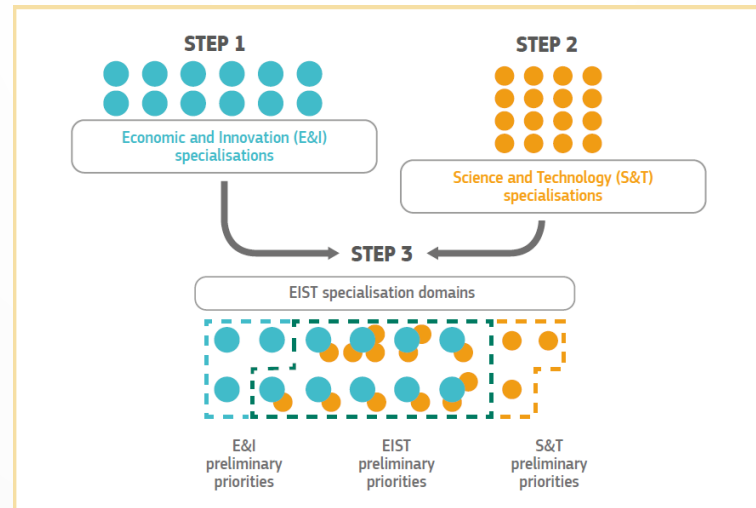 STEP 1
Economic and Innovation (E&I)
specialisations
STEP 2
Science and Technology (S&T)
specialisations
STEP 3
EIST specialisation domains
E&I
preliminary
priorities
EIST
preliminary
priorities
S&T
preliminary
priorities